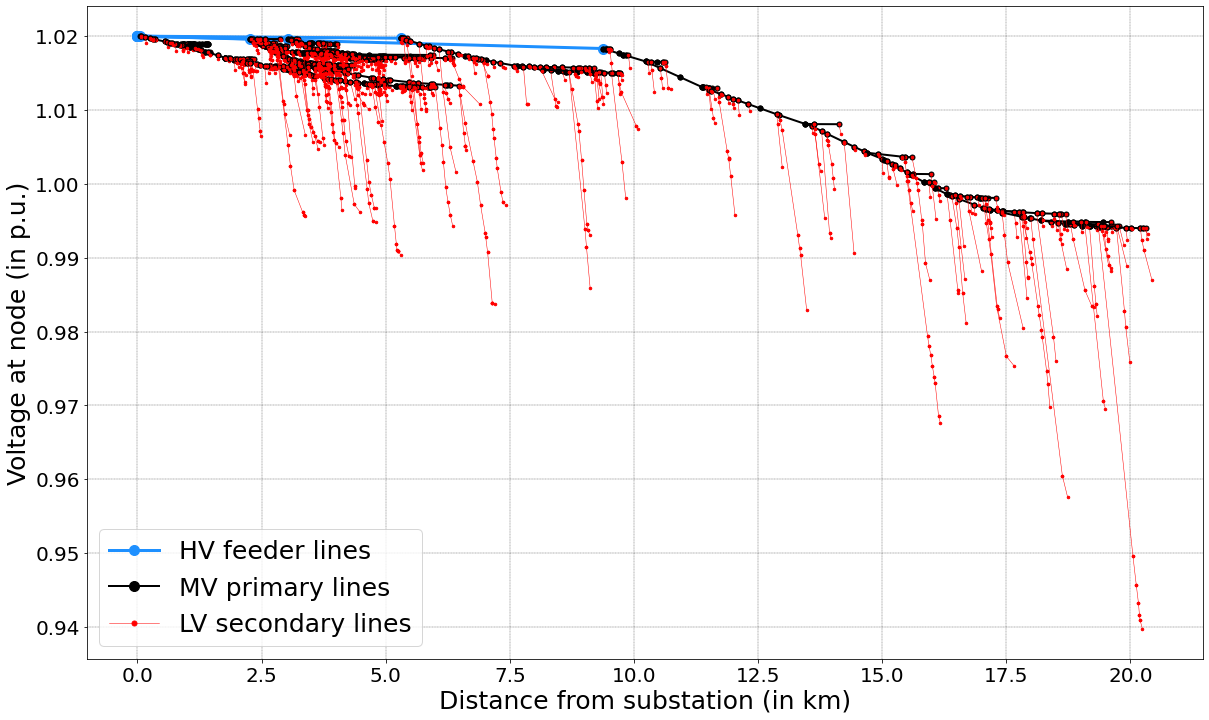 Voltage at node (in p.u.)
1.02
1.01
1.00
0.99
0.98
0.97
0.96
0.95
0.94
HV feeder lines
MV primary lines
LV secondary lines
0.0 2.5 5.0 7.5 10.0 12.5 15.0 17.5 20.0
Distance from substation (in km)